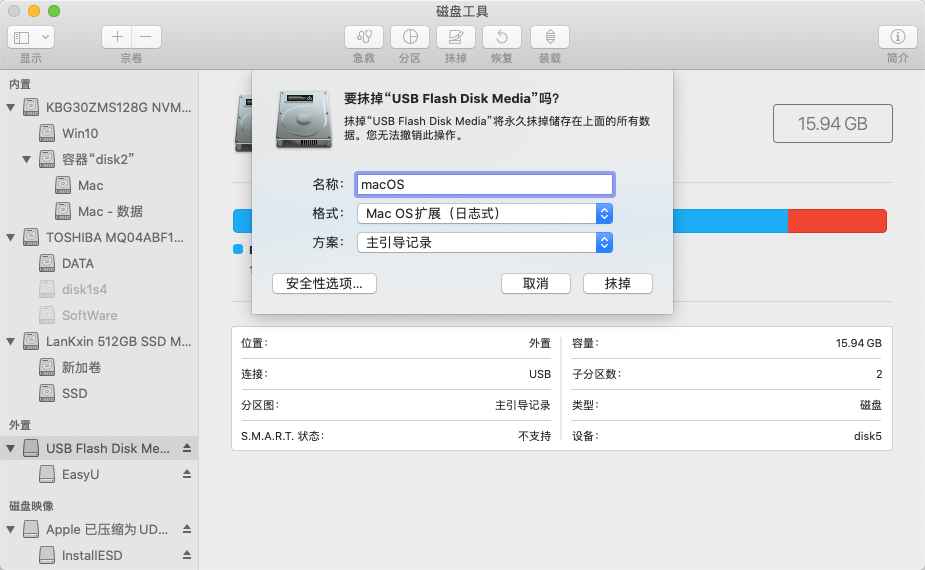 磁盘工具
显示
宗卷
急救
分区
抹掉
恢复
装载
简介
内置
KBG30ZMS128G NVM...
Win10
容器“disk2”
Mac
Mac - 数据
TOSHIBA MQ04ABF1...
DATA
disk1s4
SoftWare
LanKxin 512GB SSD M...
新加卷
SSD
外置
USB Flash Disk Me...
EasyU
磁盘映像
Apple 已压缩为 UD...
InstallESD
要抹掉“USB Flash Disk Media”吗?
抹掉“USB Flash Disk Media”将永久抹掉储存在上面的所有数
据。您无法撤销此操作。
名称: macOS
格式: Mac OS扩展（日志式）
方案: 主引导记录
安全性选项...
取消
抹掉
15.94 GB
位置: 外置
容量: 15.94 GB
连接: USB
子分区数: 2
分区图: 主引导记录
类型: 磁盘
S.M.A.R.T. 状态: 不支持
设备: disk5